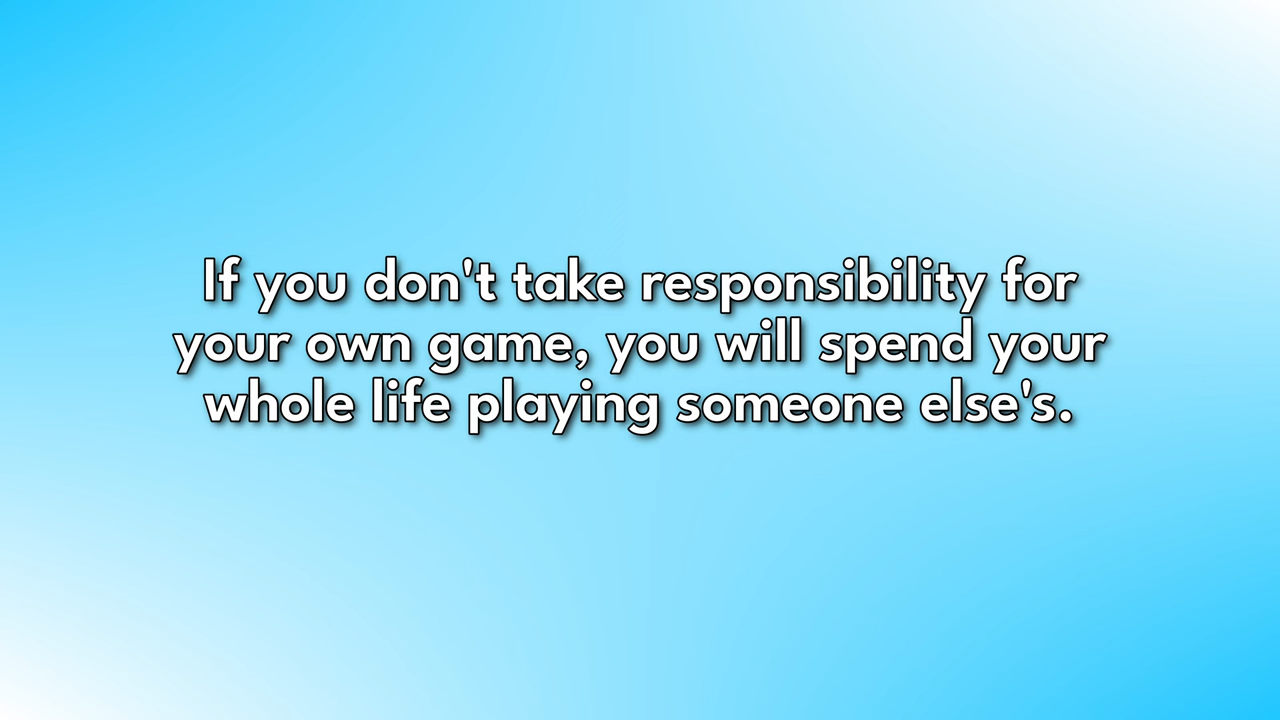 If you don't take responsibility for
your own game, you will spend your
whole life playing someone else's.